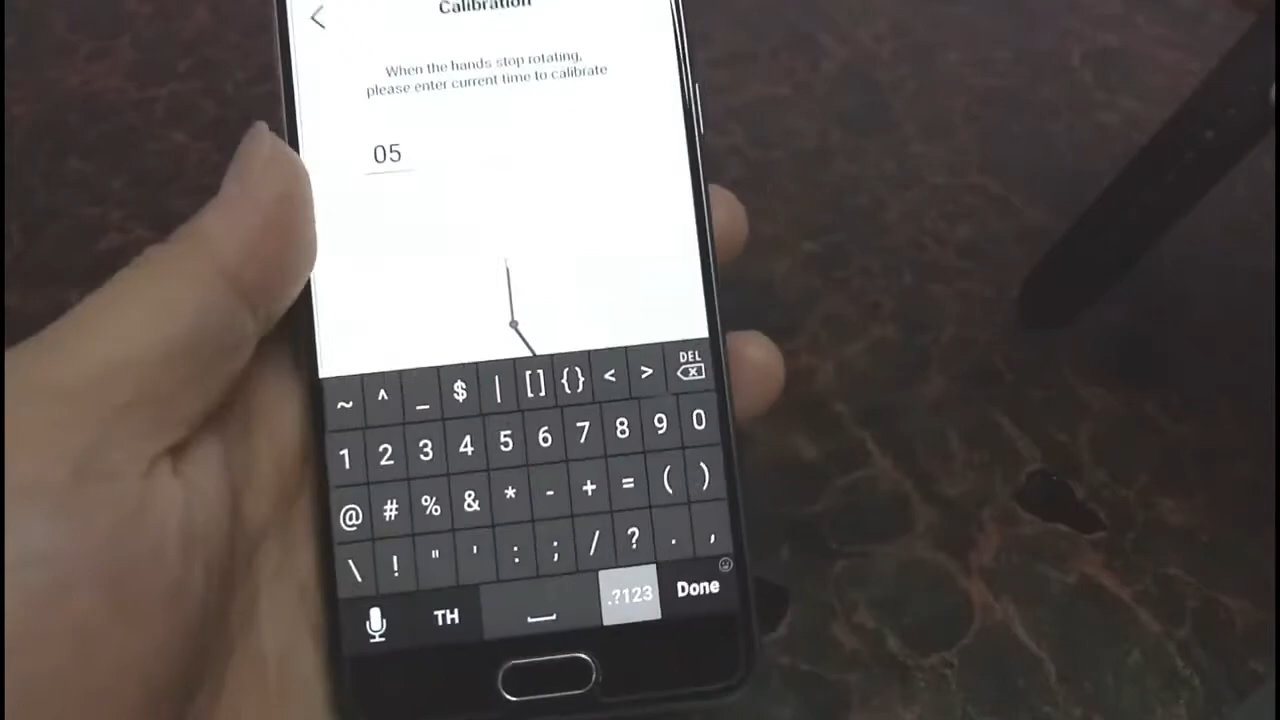 Calibration
When the hands stop rotating,
please enter current time to calibrate
05
~ ^ _ $ | [ ] { } < > DEL
1 2 3 4 5 6 7 8 9 0
@ # % & * - + = ( )
\ ! " ' : ; / ? . ,
TH .?123 Done